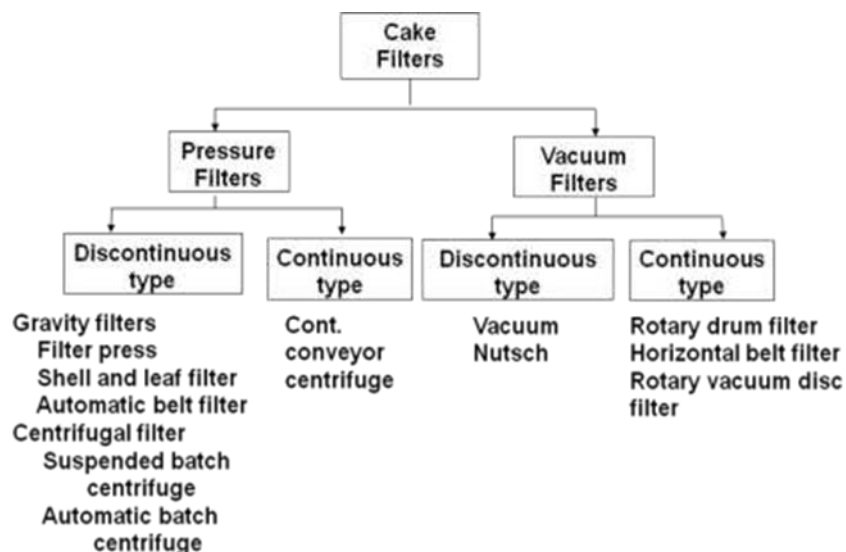 Cake
Filters
Pressure
Filters
Vacuum
Filters
Discontinuous
type
Continuous
type
Discontinuous
type
Continuous
type
Gravity filters
Filter press
Shell and leaf filter
Automatic belt filter
Centrifugal filter
Suspended batch
centrifuge
Automatic batch
centrifuge
Cont.
conveyor
centrifuge
Vacuum
Nutsch
Rotary drum filter
Horizontal belt filter
Rotary vacuum disc
filter